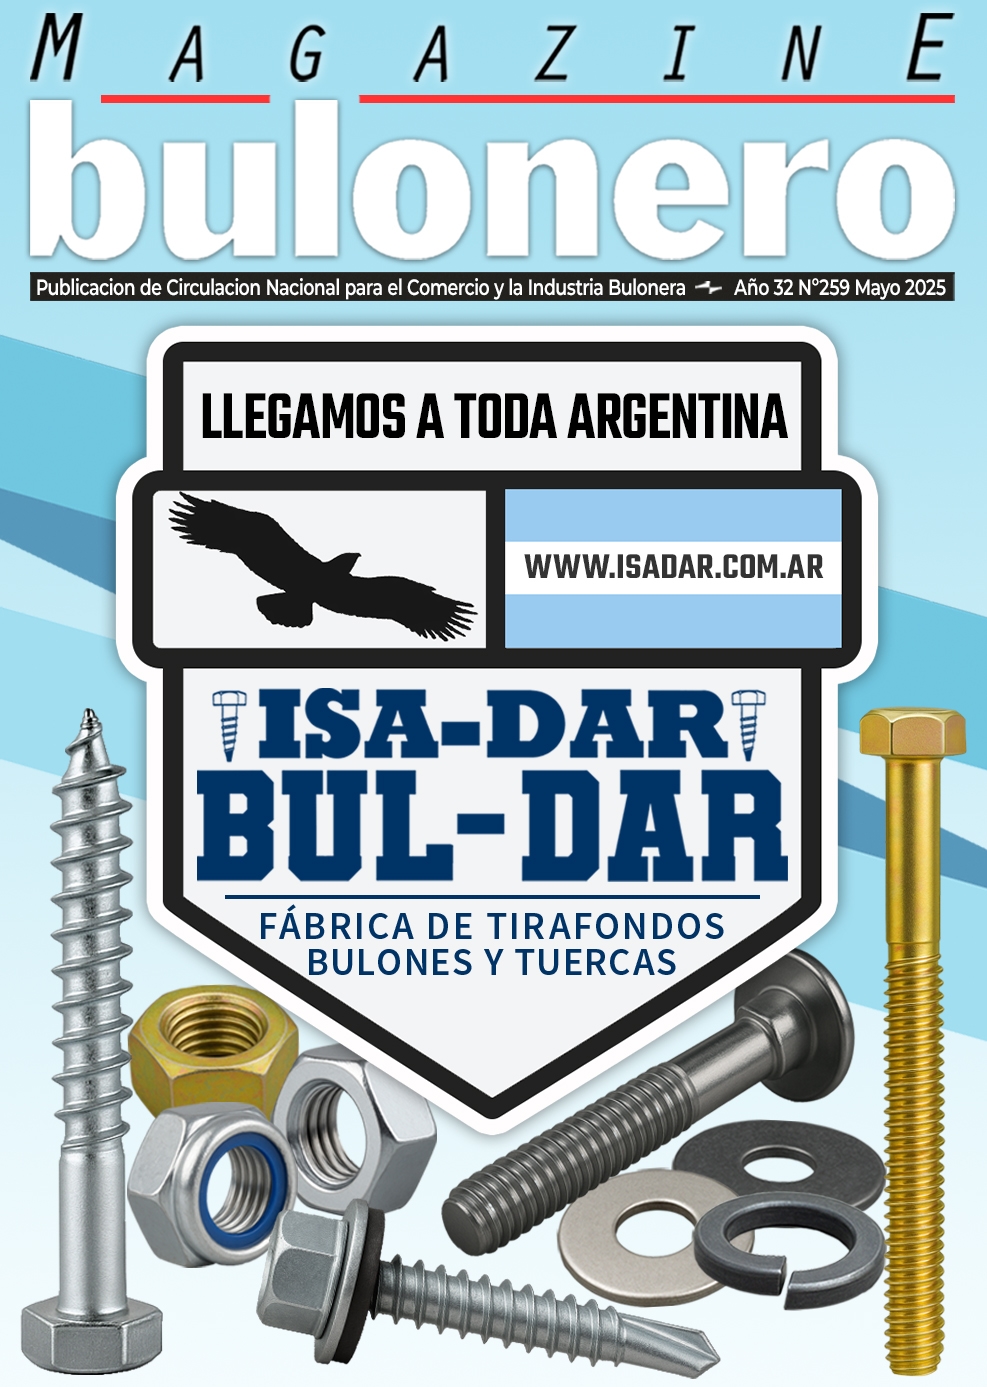 MAGAZINE
bulonero
Publicacion de Circulacion Nacional para el Comercio y la Industria Bulonera Año 32 N°259 Mayo 2025
LLEGAMOS A TODA ARGENTINA
WWW.ISADAR.COM.AR
ISA-DAR
BUL-DAR
FÁBRICA DE TIRAFONDOS
BULONES Y TUERCAS